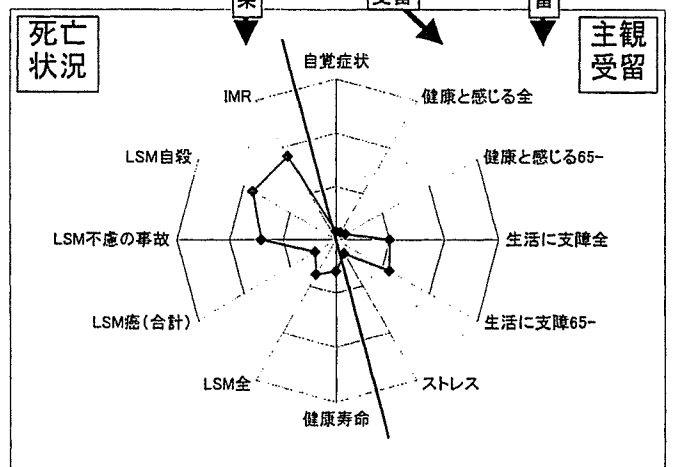 死亡
状況
主観
受留
自覚症状
IMR
健康と感じる全
LSM自殺
健康と感じる65-
LSM不慮の事故
生活に支障全
LSM癌(合計)
生活に支障65-
LSM全
ストレス
健康寿命